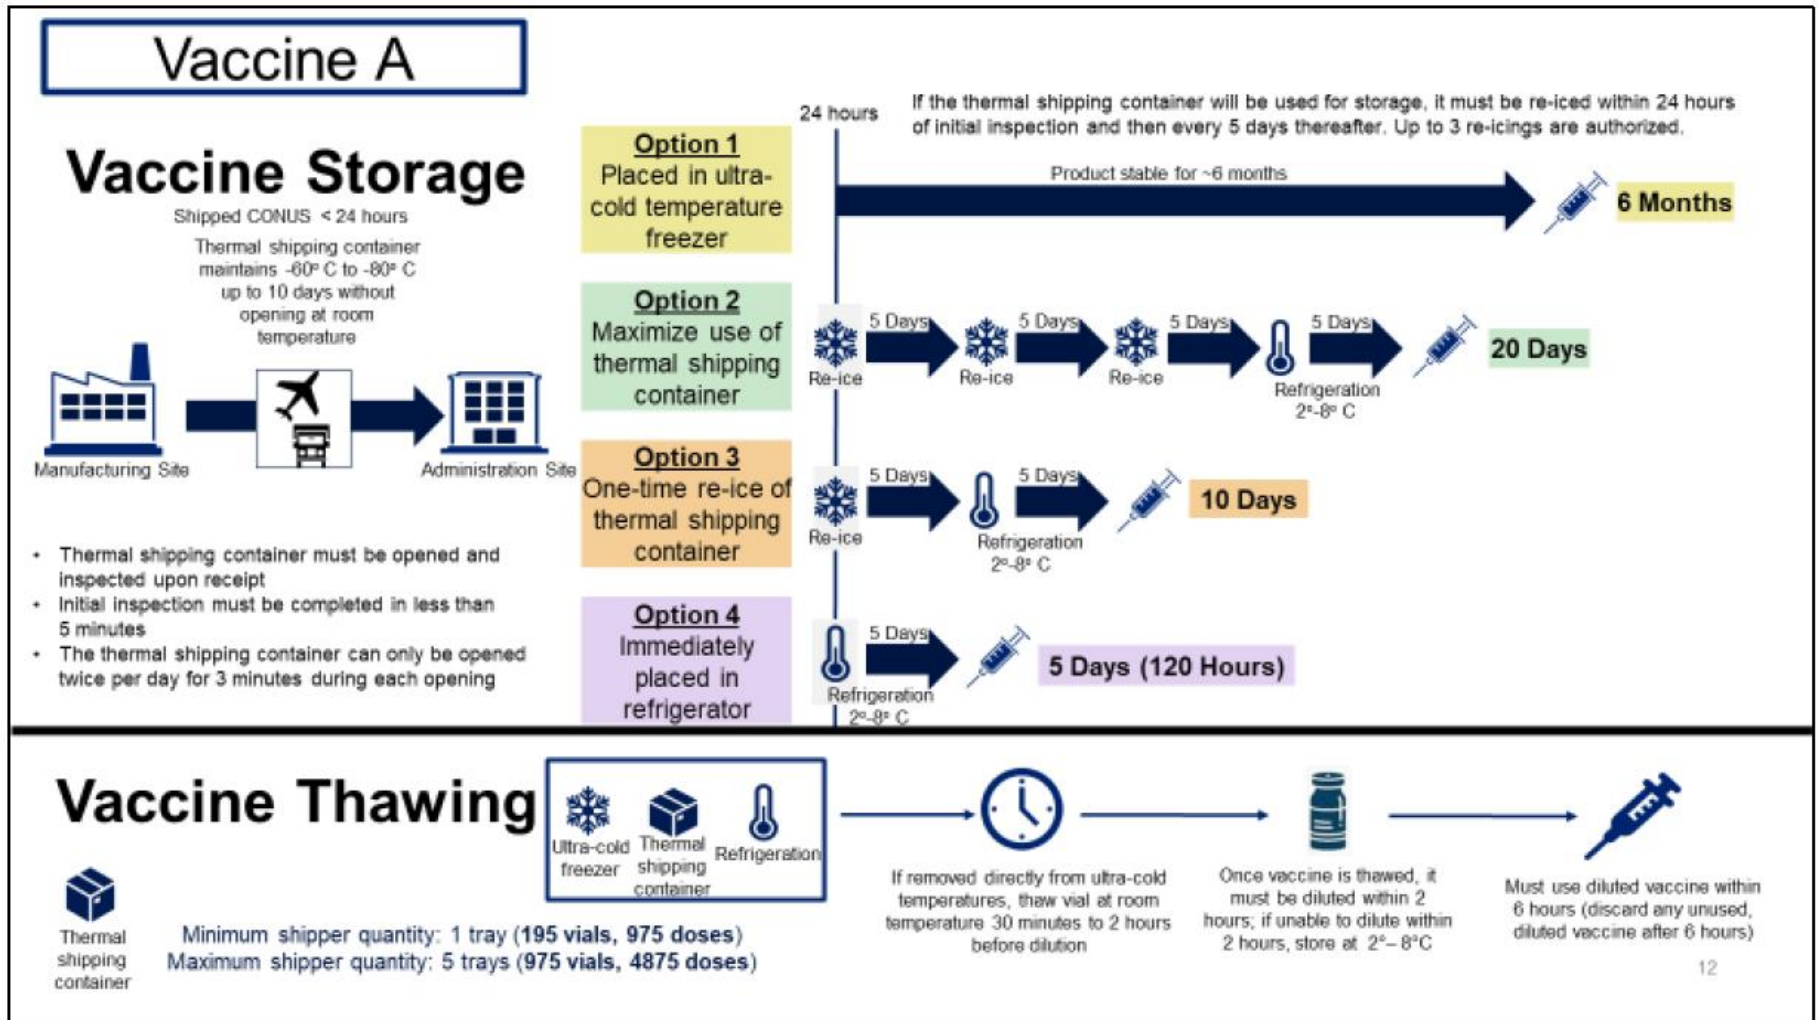 Vaccine A
Vaccine Storage
Shipped CONUS < 24 hours
Thermal shipping container
maintains -60º C to -80º C
up to 10 days without
opening at room
temperature
Manufacturing Site
Administration Site
• Thermal shipping container must be opened and
inspected upon receipt
• Initial inspection must be completed in less than
5 minutes
• The thermal shipping container can only be opened
twice per day for 3 minutes during each opening
24 hours
If the thermal shipping container will be used for storage, it must be re-iced within 24 hours
of initial inspection and then every 5 days thereafter. Up to 3 re-icings are authorized.
Option 1
Placed in ultra-
cold temperature
freezer
Product stable for ~6 months
6 Months
Option 2
Maximize use of
thermal shipping
container
Re-ice
5 Days
Re-ice
5 Days
Re-ice
5 Days
Refrigeration
2º-8º C
5 Days
20 Days
Option 3
One-time re-ice of
thermal shipping
container
Re-ice
5 Days
Refrigeration
2º-8º C
5 Days
10 Days
Option 4
Immediately
placed in
refrigerator
Refrigeration
2º-8º C
5 Days
5 Days (120 Hours)
Vaccine Thawing
Ultra-cold
freezer
Thermal
shipping
container
Refrigeration
Thermal
shipping
container
Minimum shipper quantity: 1 tray (195 vials, 975 doses)
Maximum shipper quantity: 5 trays (975 vials, 4875 doses)
If removed directly from ultra-cold
temperatures, thaw vial at room
temperature 30 minutes to 2 hours
before dilution
Once vaccine is thawed, it
must be diluted within 2
hours; if unable to dilute within
2 hours, store at 2°– 8°C
Must use diluted vaccine within
6 hours (discard any unused,
diluted vaccine after 6 hours)
12